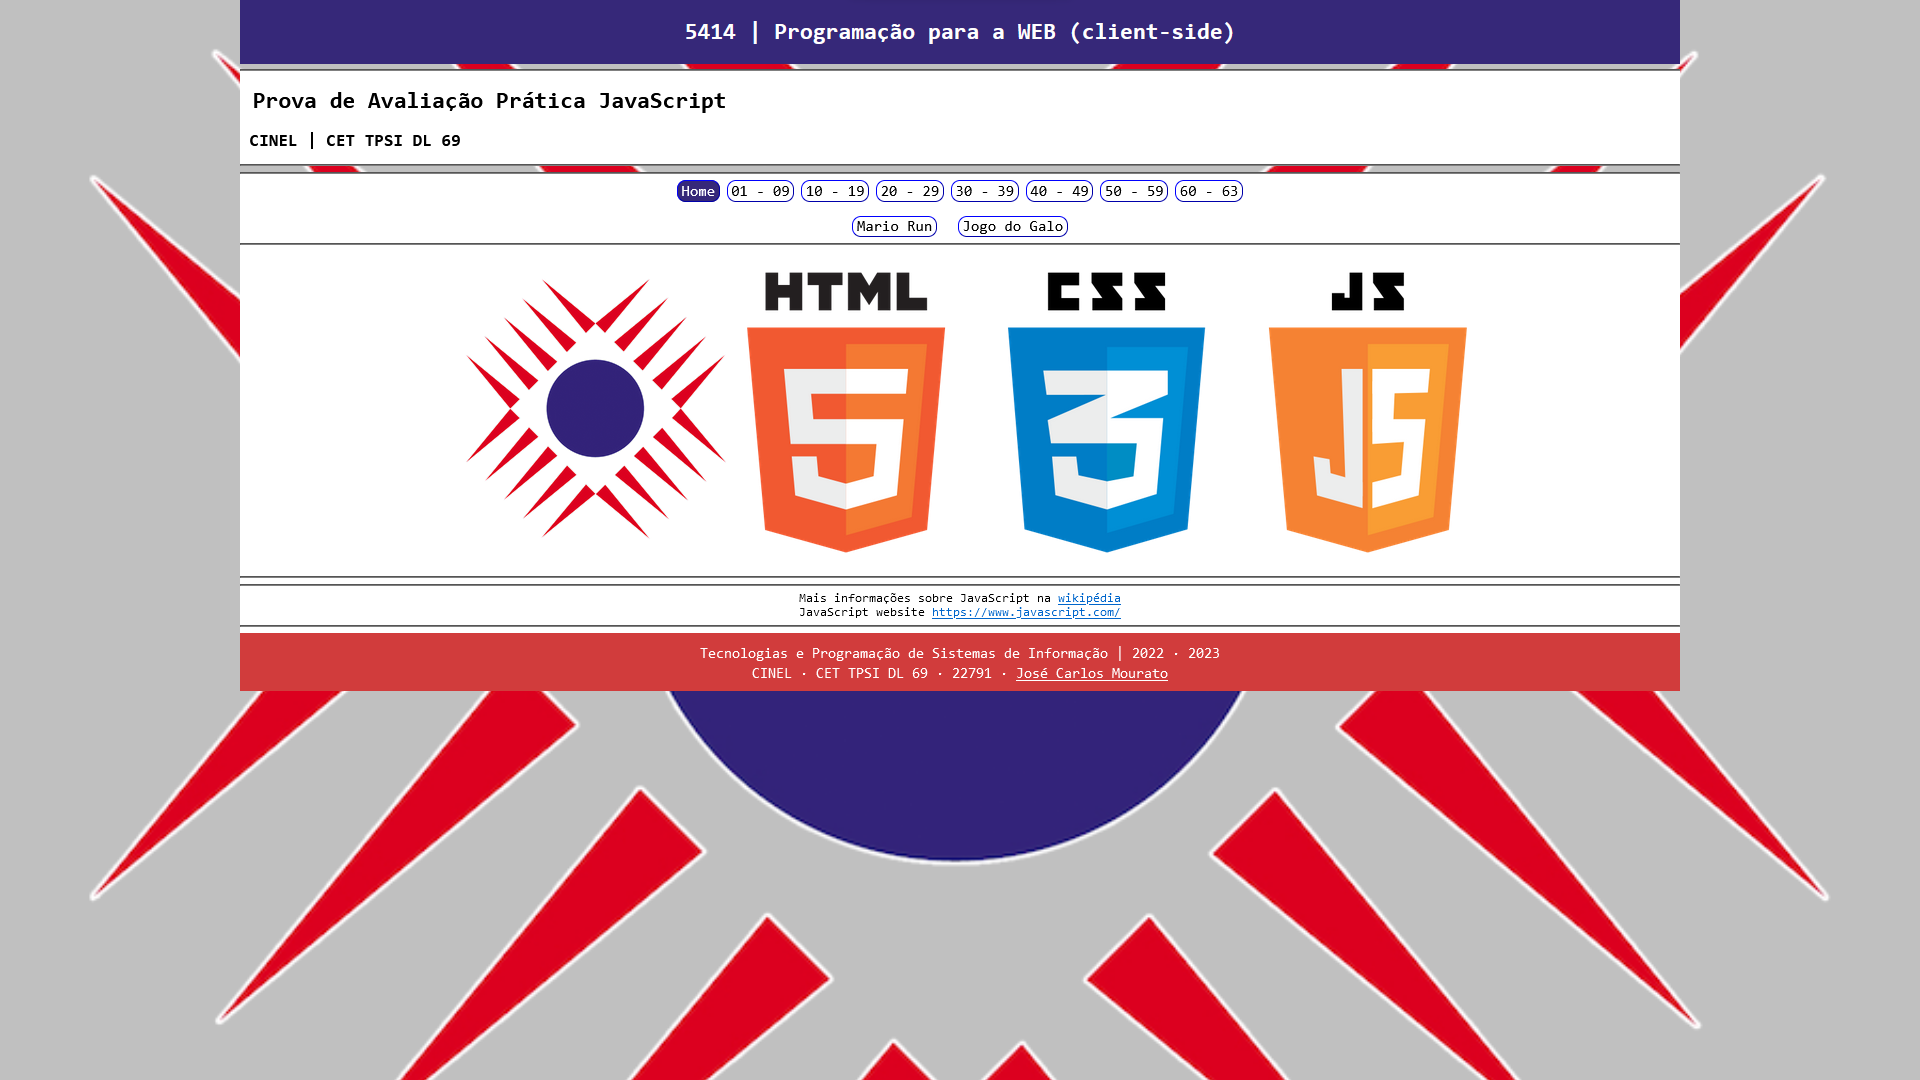 5414 | Programação para a WEB (client-side)
Prova de Avaliação Prática JavaScript
CINEL | CET TPSI DL 69
Home 01 - 09 10 - 19 20 - 29 30 - 39 40 - 49 50 - 59 60 - 63
Mario Run Jogo do Galo
HTML CSS JS
5 3 JS
Mais informações sobre JavaScript na wikipédia
JavaScript website https://www.javascript.com/
Tecnologias e Programação de Sistemas de Informação | 2022 · 2023
CINEL · CET TPSI DL 69 · 22791 · José Carlos Mourato